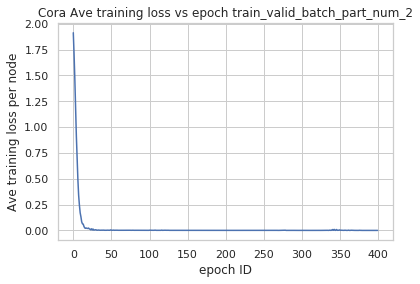 Cora Ave training loss vs epoch train_valid_batch_part_num_2
Ave training loss per node
2.00
1.75
1.50
1.25
1.00
0.75
0.50
0.25
0.00
0 50 100 150 200 250 300 350 400
epoch ID